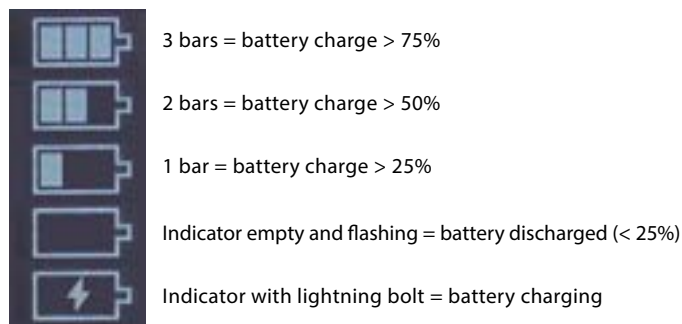 3 bars = battery charge > 75%
2 bars = battery charge > 50%
1 bar = battery charge > 25%
Indicator empty and flashing = battery discharged (< 25%)
Indicator with lightning bolt = battery charging